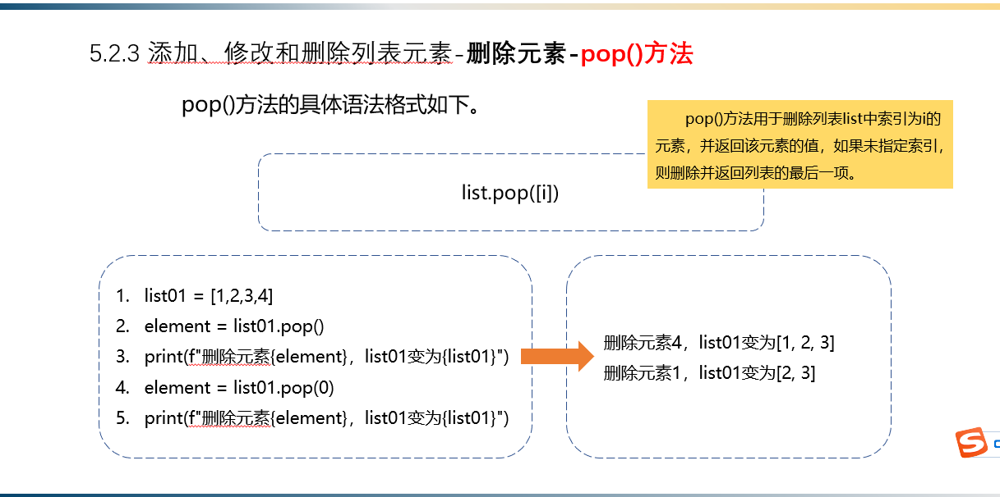 5.2.3 添加、修改和删除列表元素-删除元素-pop()方法
pop()方法的具体语法格式如下。
pop()方法用于删除列表list中索引为i的
元素，并返回该元素的值，如果未指定索引，
则删除并返回列表的最后一项。
list.pop([i])
1. list01 = [1,2,3,4]
2. element = list01.pop()
3. print(f"删除元素{element}，list01变为{list01}")
4. element = list01.pop(0)
5. print(f"删除元素{element}，list01变为{list01}")
删除元素4，list01变为[1, 2, 3]
删除元素1，list01变为[2, 3]